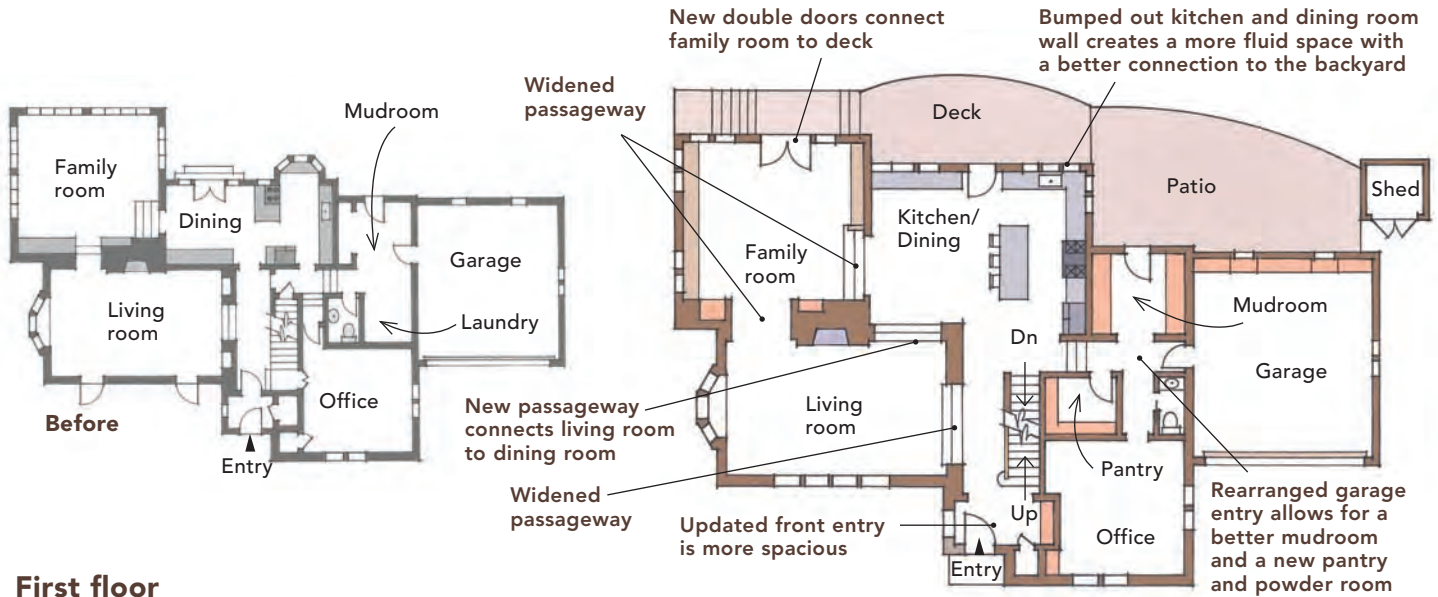 New double doors connect
family room to deck
Bumped out kitchen and dining room
wall creates a more fluid space with
a better connection to the backyard
Widened
passageway
Mudroom
Family
room
Dining
Garage
Living
room
Laundry
Office
Before
Entry
Deck
Patio
Shed
Kitchen/
Dining
Family
room
Mudroom
Dn
Garage
Living
room
New passageway
connects living room
to dining room
Pantry
Widened
passageway
Updated front entry
is more spacious
Up
Office
Entry
Rearranged garage
entry allows for a
better mudroom
and a new pantry
and powder room
First floor